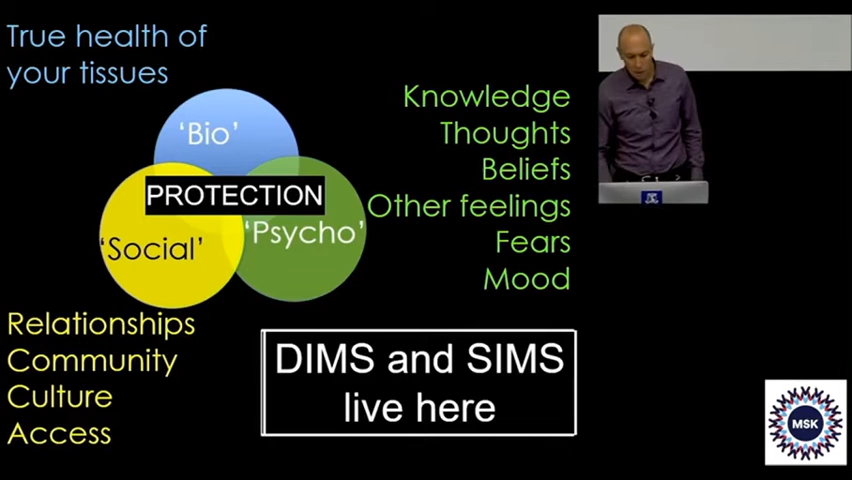 True health of
your tissues
'Bio'
PROTECTION
'Social'
'Psycho'
Knowledge
Thoughts
Beliefs
Other feelings
Fears
Mood
Relationships
Community
Culture
Access
DIMS and SIMS
live here
MSK